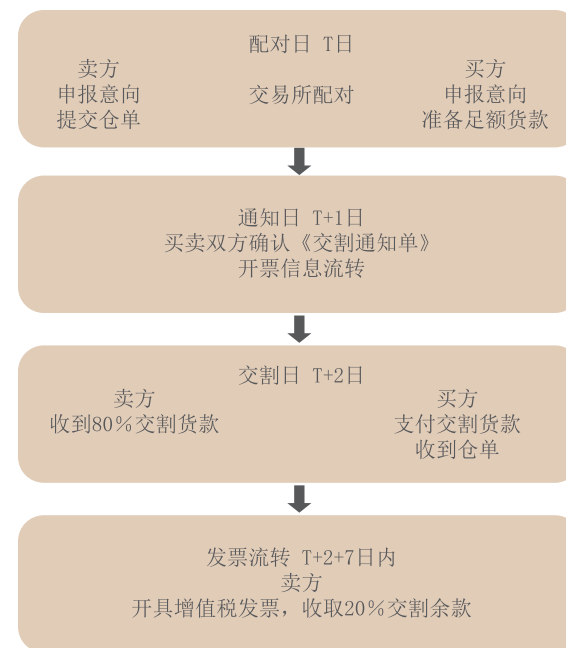 配对日 T日
卖方
申报意向
提交仓单
交易所配对
买方
申报意向
准备足额货款
通知日 T+1日
买卖双方确认《交割通知单》
开票信息流转
交割日 T+2日
卖方
收到80%交割货款
买方
支付交割货款
收到仓单
发票流转 T+2+7日内
卖方
开具增值税发票，收取20%交割余款